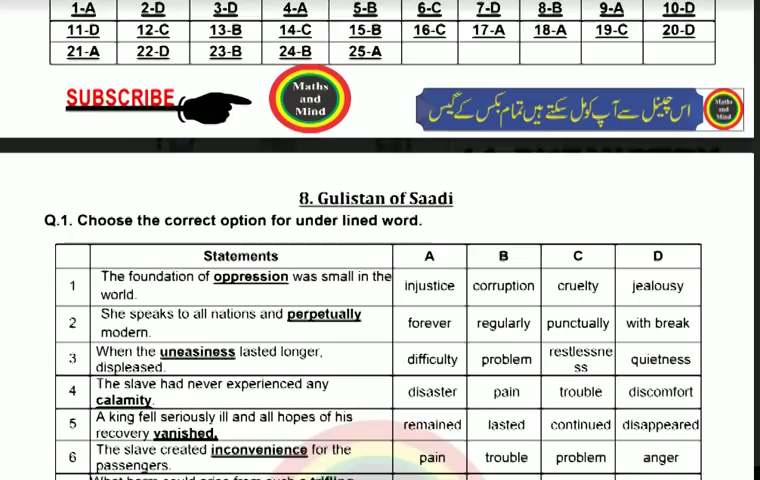 1-A 2-D 3-D 4-A 5-B 6-C 7-D 8-B 9-A 10-D
11-D 12-C 13-B 14-C 15-B 16-C 17-A 18-A 19-C 20-D
21-A 22-D 23-B 24-B 25-A
SUBSCRIBE
Maths
and
Mind
اس چینل سے آپ کو مل سکتے ہیں تمام بکس کے گیس
Maths
and
Mind
8. Gulistan of Saadi
Q.1. Choose the correct option for under lined word.
Statements A B C D
1 The foundation of oppression was small in the world. injustice corruption cruelty jealousy
2 She speaks to all nations and perpetually modern. forever regularly punctually with break
3 When the uneasiness lasted longer, displeased. difficulty problem restlessness quietness
4 The slave had never experienced any calamity. disaster pain trouble discomfort
5 A king fell seriously ill and all hopes of his recovery vanished. remained lasted continued disappeared
6 The slave created inconvenience for the passengers. pain trouble problem anger
What harm could arise from such a trifling